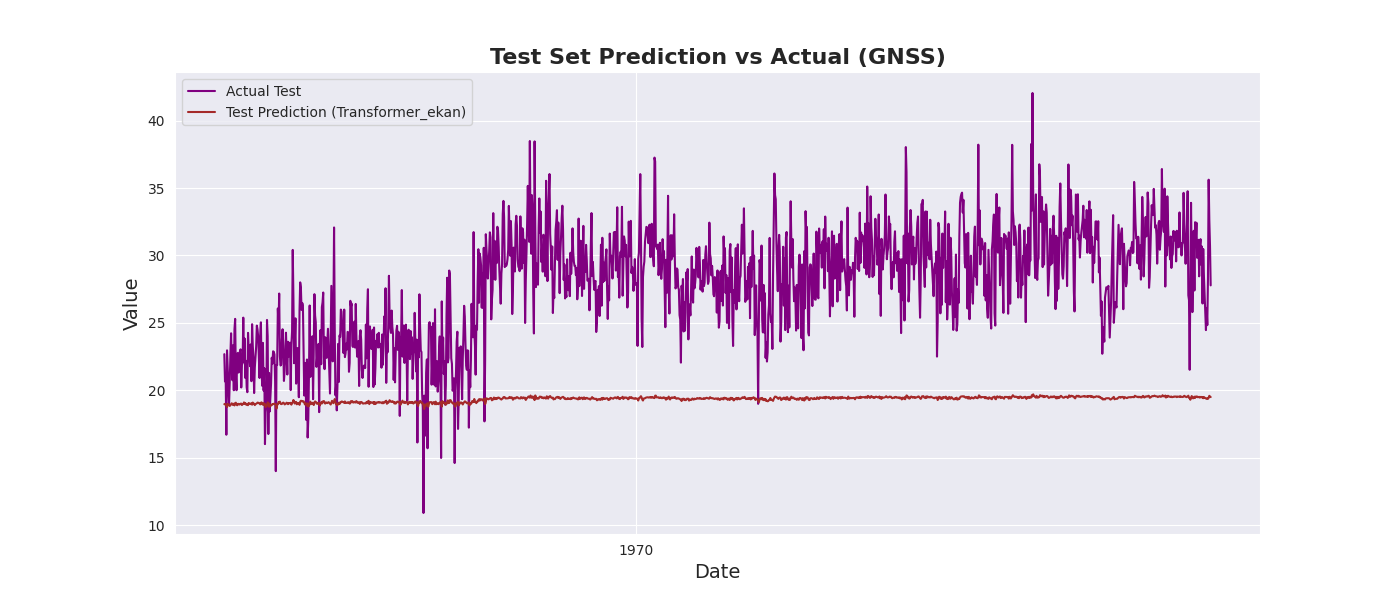 Test Set Prediction vs Actual (GNSS)
Actual Test
Test Prediction (Transformer_ekan)
40
35
30
25
20
15
10
Value
1970
Date